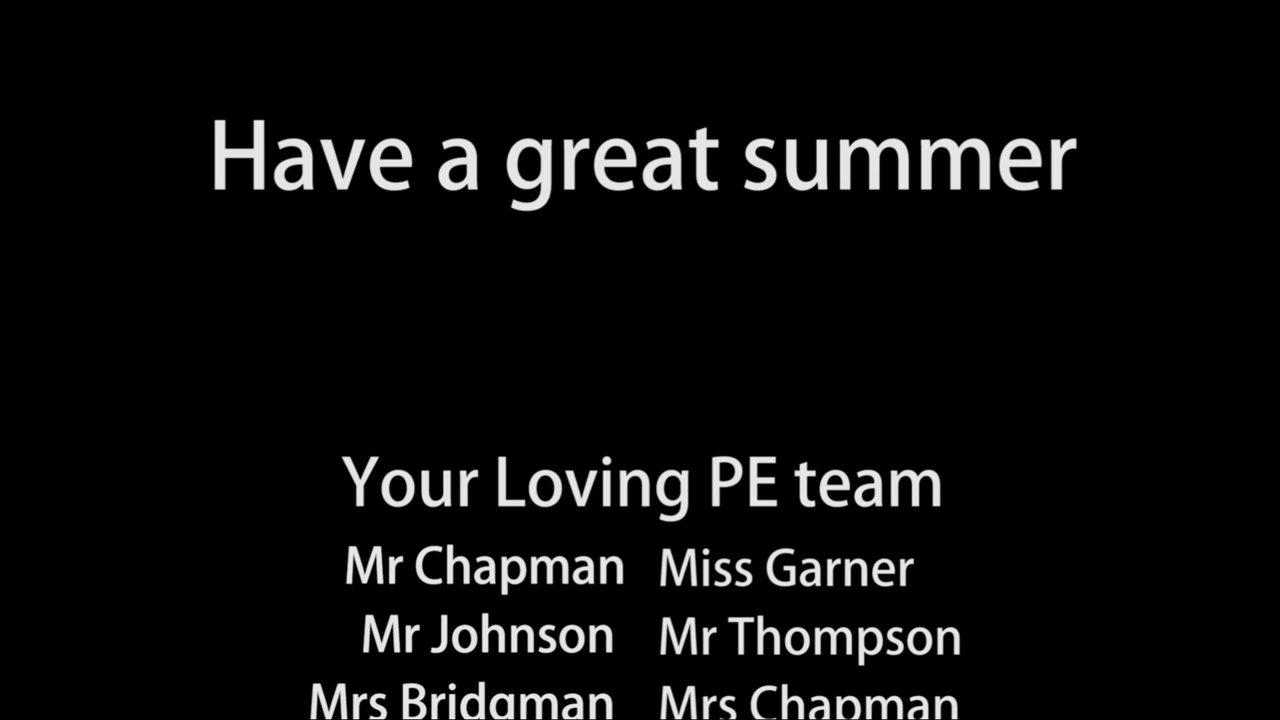 Have a great summer
Your Loving PE team
Mr Chapman Miss Garner
Mr Johnson Mr Thompson
Mrs Bridgman Mrs Chapman